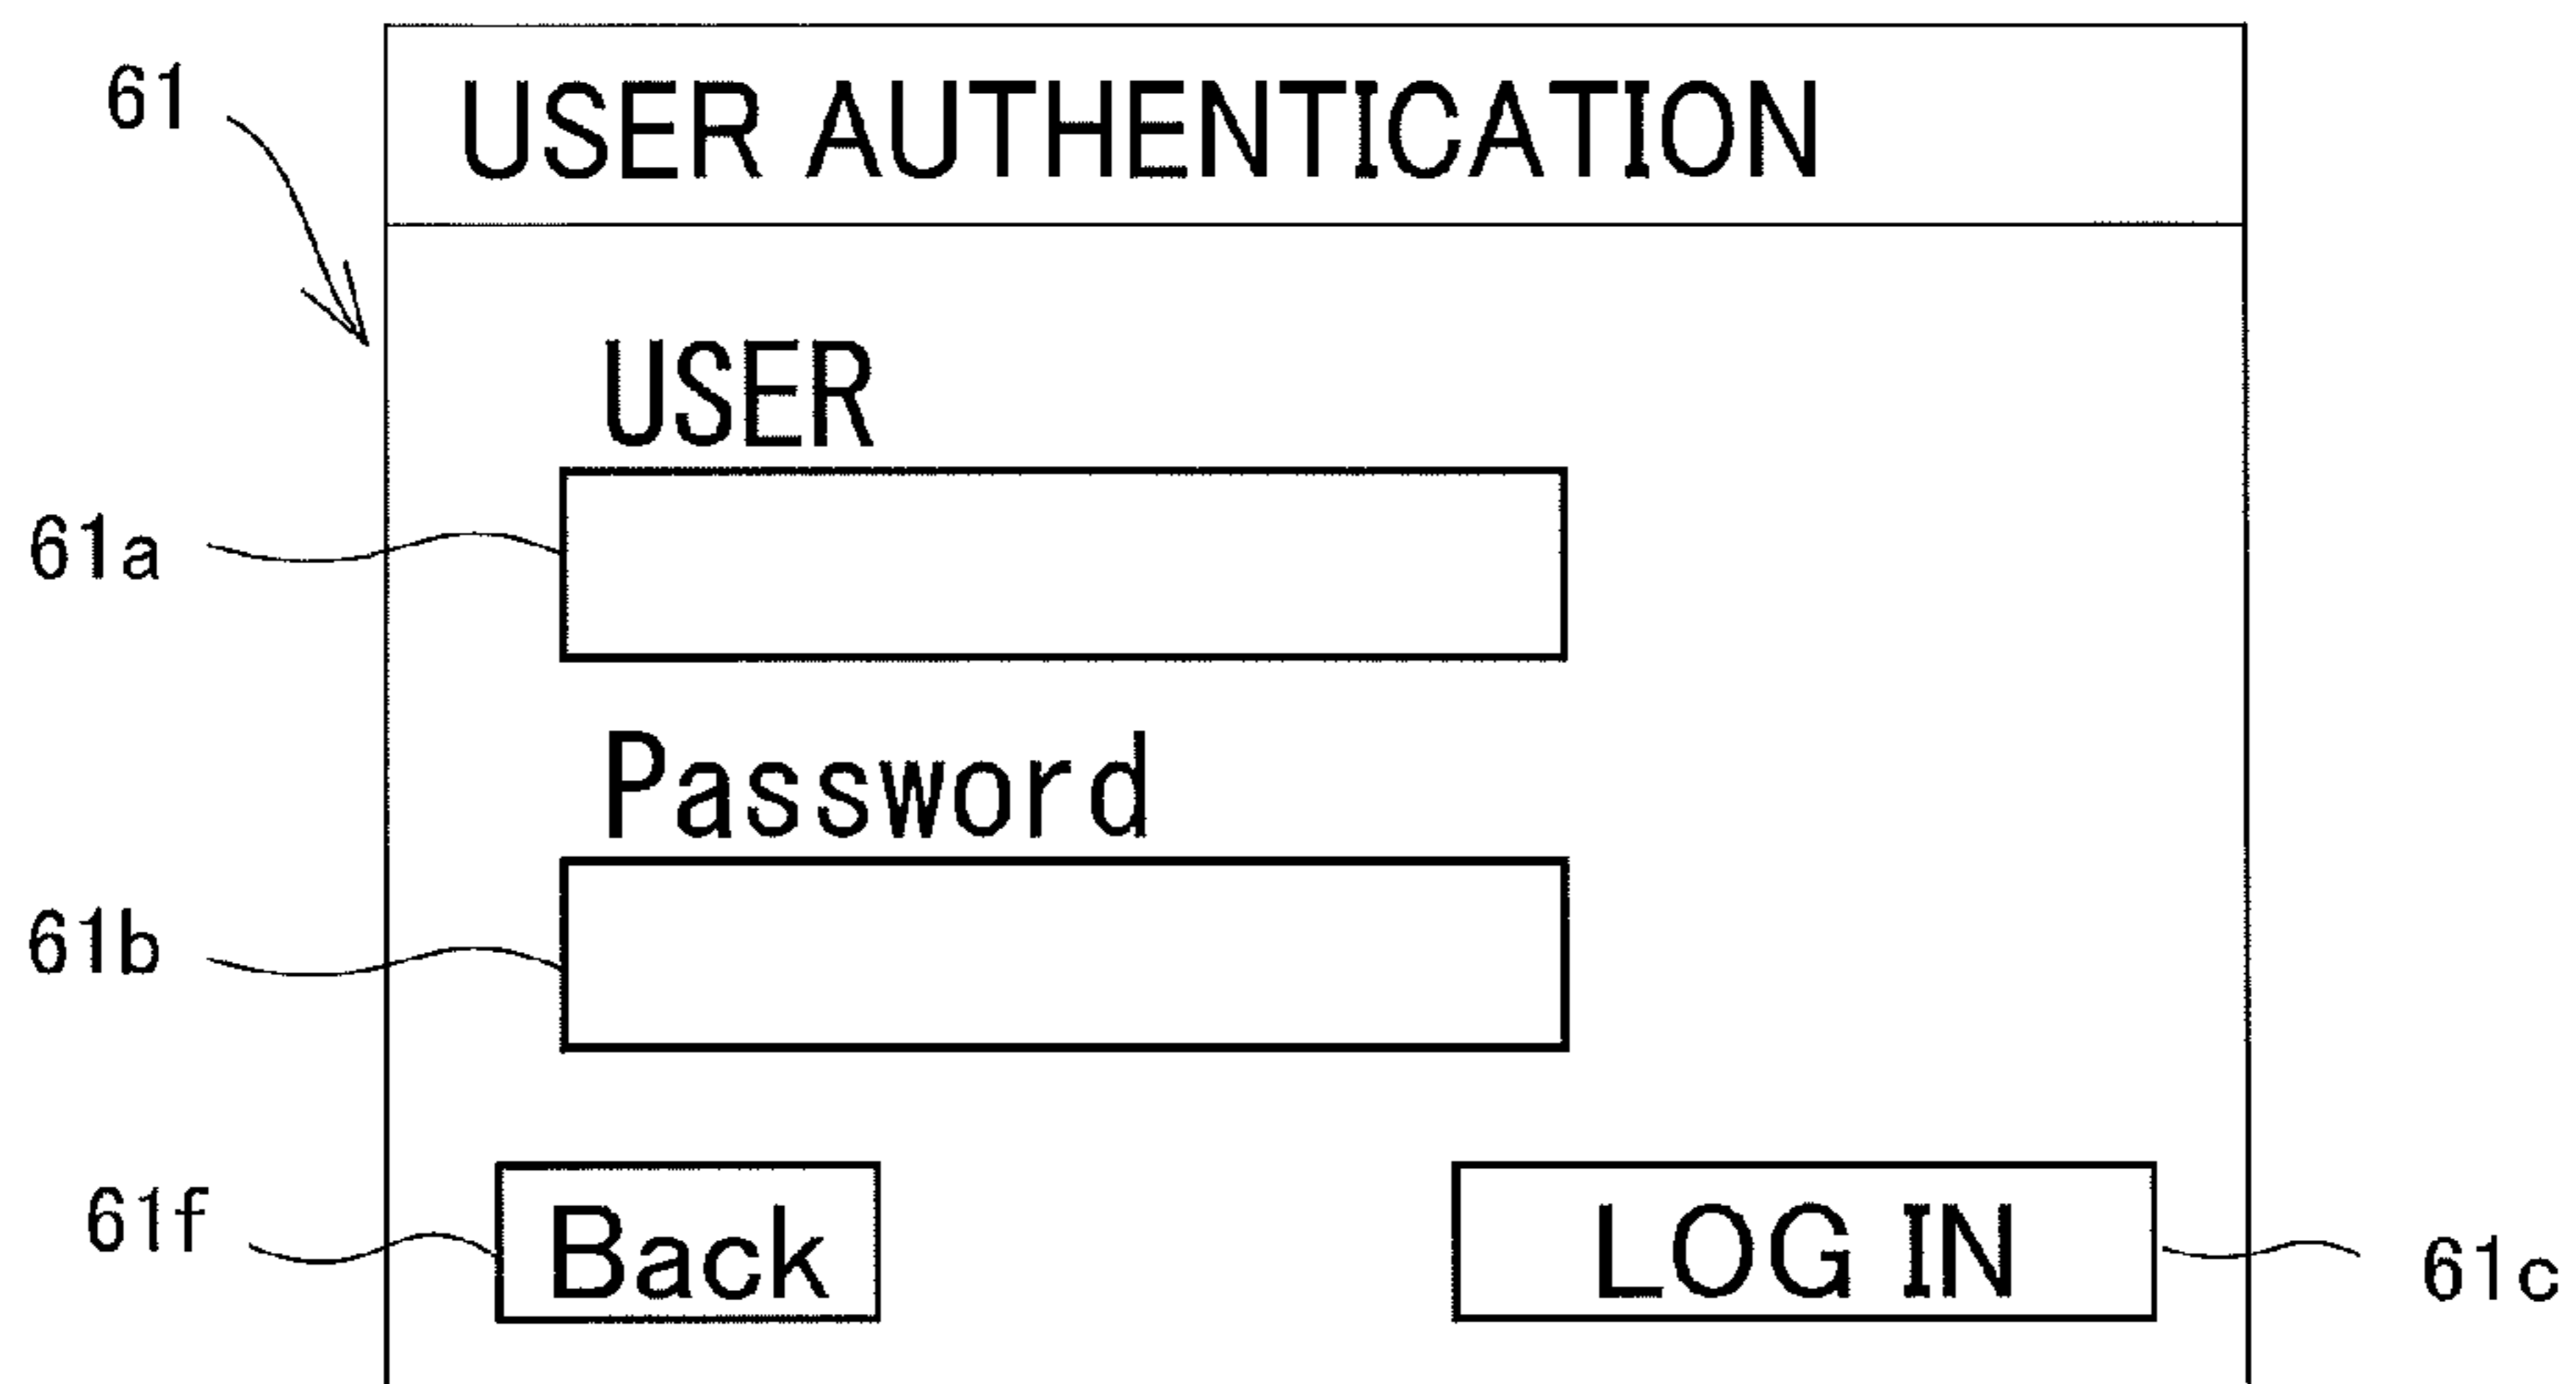 61
USER AUTHENTICATION
USER
61a
Password
61b
61f
Back
LOG IN
61c